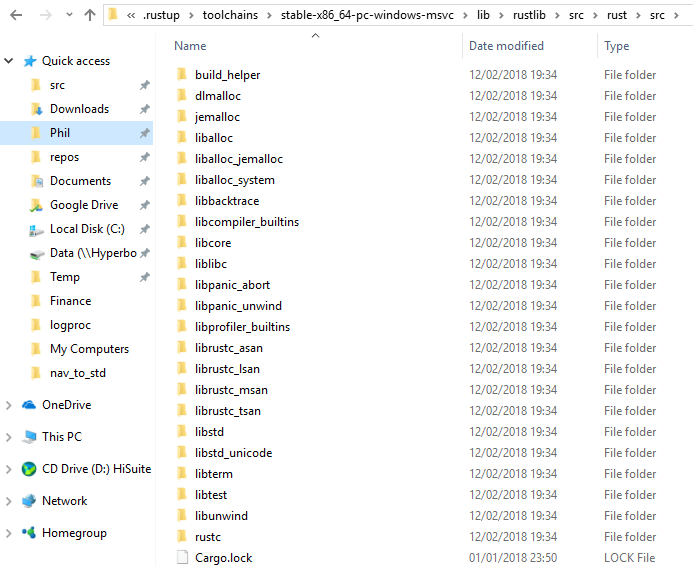 « .rustup > toolchains > stable-x86_64-pc-windows-msvc > lib > rustlib > src > rust > src >
Name Date modified Type
Quick access
src
Downloads
Phil
repos
Documents
Google Drive
Local Disk (C:)
Data (\\Hyperbo
Temp
Finance
logproc
My Computers
nav_to_std
OneDrive
This PC
CD Drive (D:) HiSuite
Network
Homegroup
build_helper 12/02/2018 19:34 File folder
dlmalloc 12/02/2018 19:34 File folder
jemalloc 12/02/2018 19:34 File folder
liballoc 12/02/2018 19:34 File folder
liballoc_jemalloc 12/02/2018 19:34 File folder
liballoc_system 12/02/2018 19:34 File folder
libbacktrace 12/02/2018 19:34 File folder
libcompiler_builtins 12/02/2018 19:34 File folder
libcore 12/02/2018 19:34 File folder
liblibc 12/02/2018 19:34 File folder
libpanic_abort 12/02/2018 19:34 File folder
libpanic_unwind 12/02/2018 19:34 File folder
libprofiler_builtins 12/02/2018 19:34 File folder
librustc_asan 12/02/2018 19:34 File folder
librustc_lsan 12/02/2018 19:34 File folder
librustc_msan 12/02/2018 19:34 File folder
librustc_tsan 12/02/2018 19:34 File folder
libstd 12/02/2018 19:34 File folder
libstd_unicode 12/02/2018 19:34 File folder
libterm 12/02/2018 19:34 File folder
libtest 12/02/2018 19:34 File folder
libunwind 12/02/2018 19:34 File folder
rustc 12/02/2018 19:34 File folder
Cargo.lock 01/01/2018 23:50 LOCK File